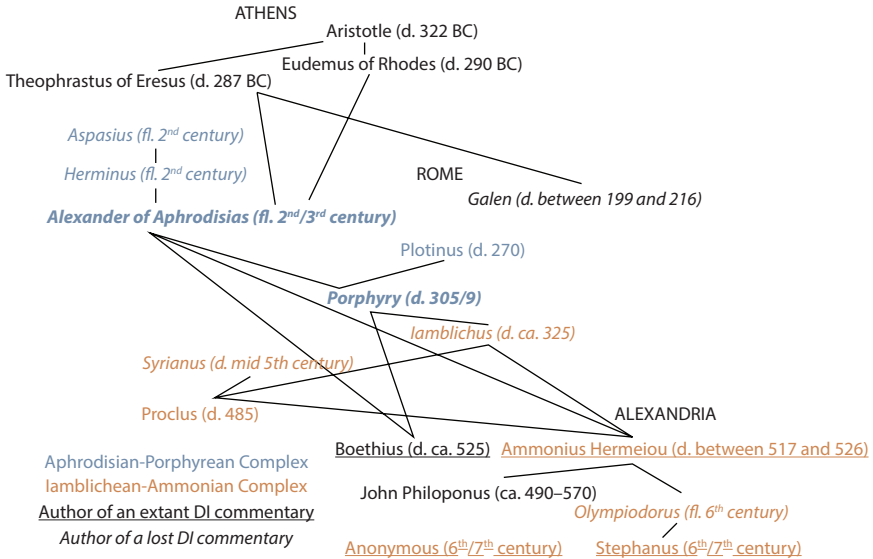 ATHENS
Aristotle (d. 322 BC)
Eudemus of Rhodes (d. 290 BC)
Theophrastus of Eresus (d. 287 BC)
Aspasius (fl. 2nd century)
Herminus (fl. 2nd century)
ROME
Galen (d. between 199 and 216)
Alexander of Aphrodisias (fl. 2nd/3rd century)
Plotinus (d. 270)
Porphyry (d. 305/9)
Iamblichus (d. ca. 325)
Syrianus (d. mid 5th century)
Proclus (d. 485)
ALEXANDRIA
Boethius (d. ca. 525)
Ammonius Hermeiou (d. between 517 and 526)
Aphrodisian-Porphyrean Complex
Iamblichean-Ammonian Complex
Author of an extant DI commentary
Author of a lost DI commentary
John Philoponus (ca. 490–570)
Olympiodorus (fl. 6th century)
Anonymous (6th/7th century)
Stephanus (6th/7th century)